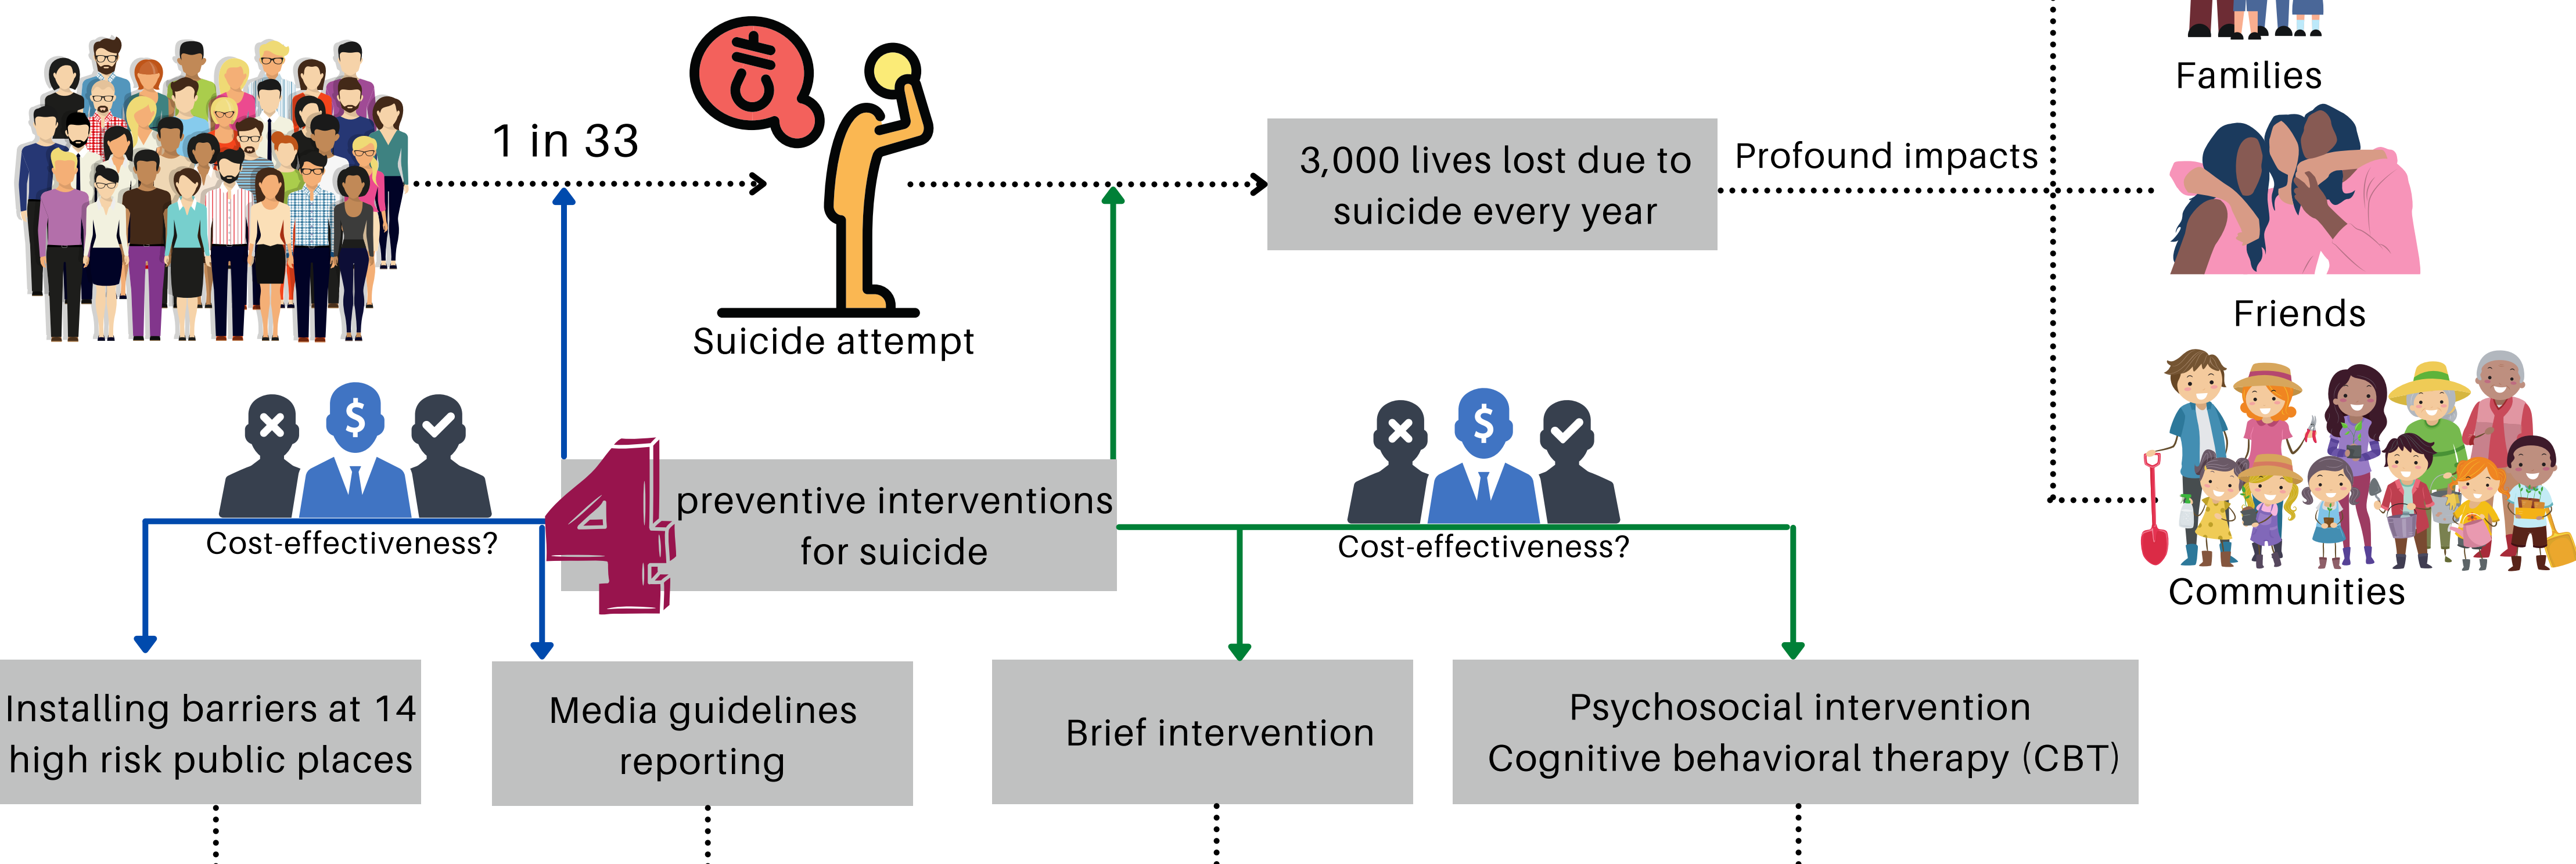 Families
1 in 33
3,000 lives lost due to
suicide every year
Profound impacts
Friends
Suicide attempt
$
$
4
preventive interventions
for suicide
Cost-effectiveness?
Cost-effectiveness?
Communities
Installing barriers at 14
high risk public places
Media guidelines
reporting
Brief intervention
Psychosocial intervention
Cognitive behavioral therapy (CBT)